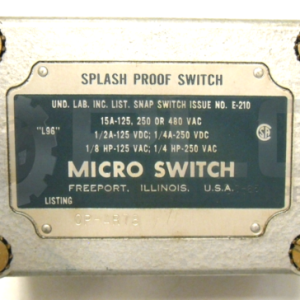 SPLASH PROOF SWITCH
UND. LAB. INC. LIST. SNAP SWITCH ISSUE NO. E-210
15A-125, 250 OR 480 VAC
"L96"
1/2A-125 VDC; 1/4A-250 VDC
1/8 HP-125 VAC; 1/4 HP-250 VAC
MICRO SWITCH
FREEPORT, ILLINOIS, U.S.A.
LISTING